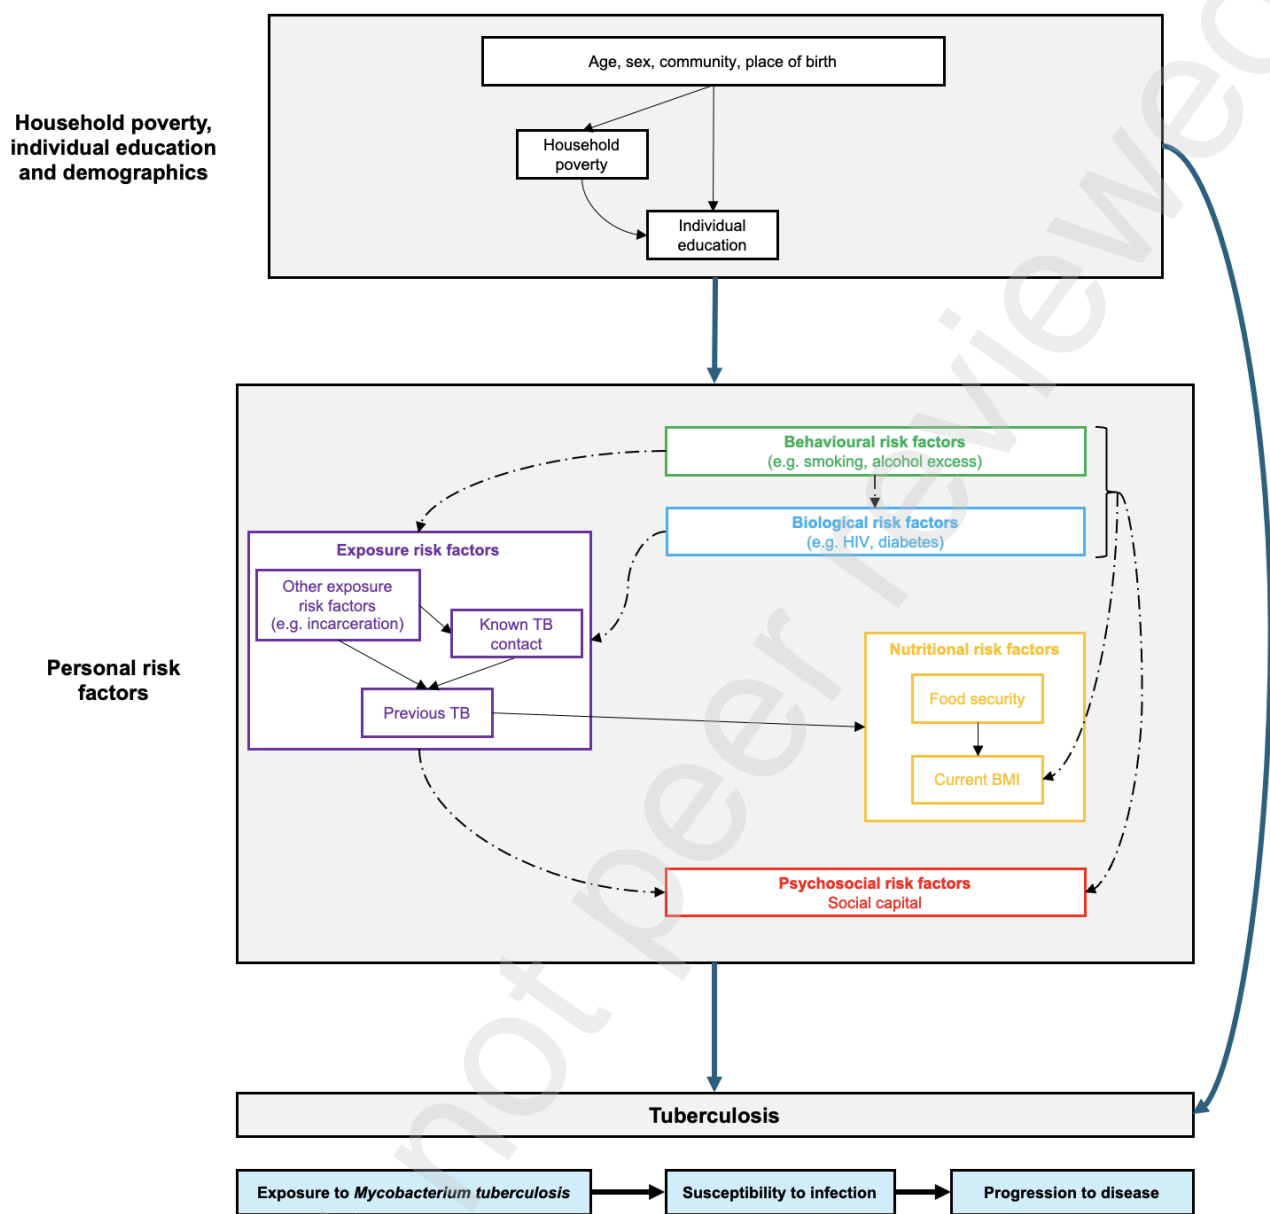 Age, sex, community, place of birth
Household poverty,
individual education
and demographics
Household
poverty
Individual
education
Behavioural risk factors
(e.g. smoking, alcohol excess)
Biological risk factors
(e.g. HIV, diabetes)
Exposure risk factors
Other exposure
risk factors
(e.g. incarceration)
Known TB
contact
Previous TB
Personal risk
factors
Nutritional risk factors
Food security
Current BMI
Psychosocial risk factors
Social capital
Tuberculosis
Exposure to Mycobacterium tuberculosis
Susceptibility to infection
Progression to disease
not peer reviewed